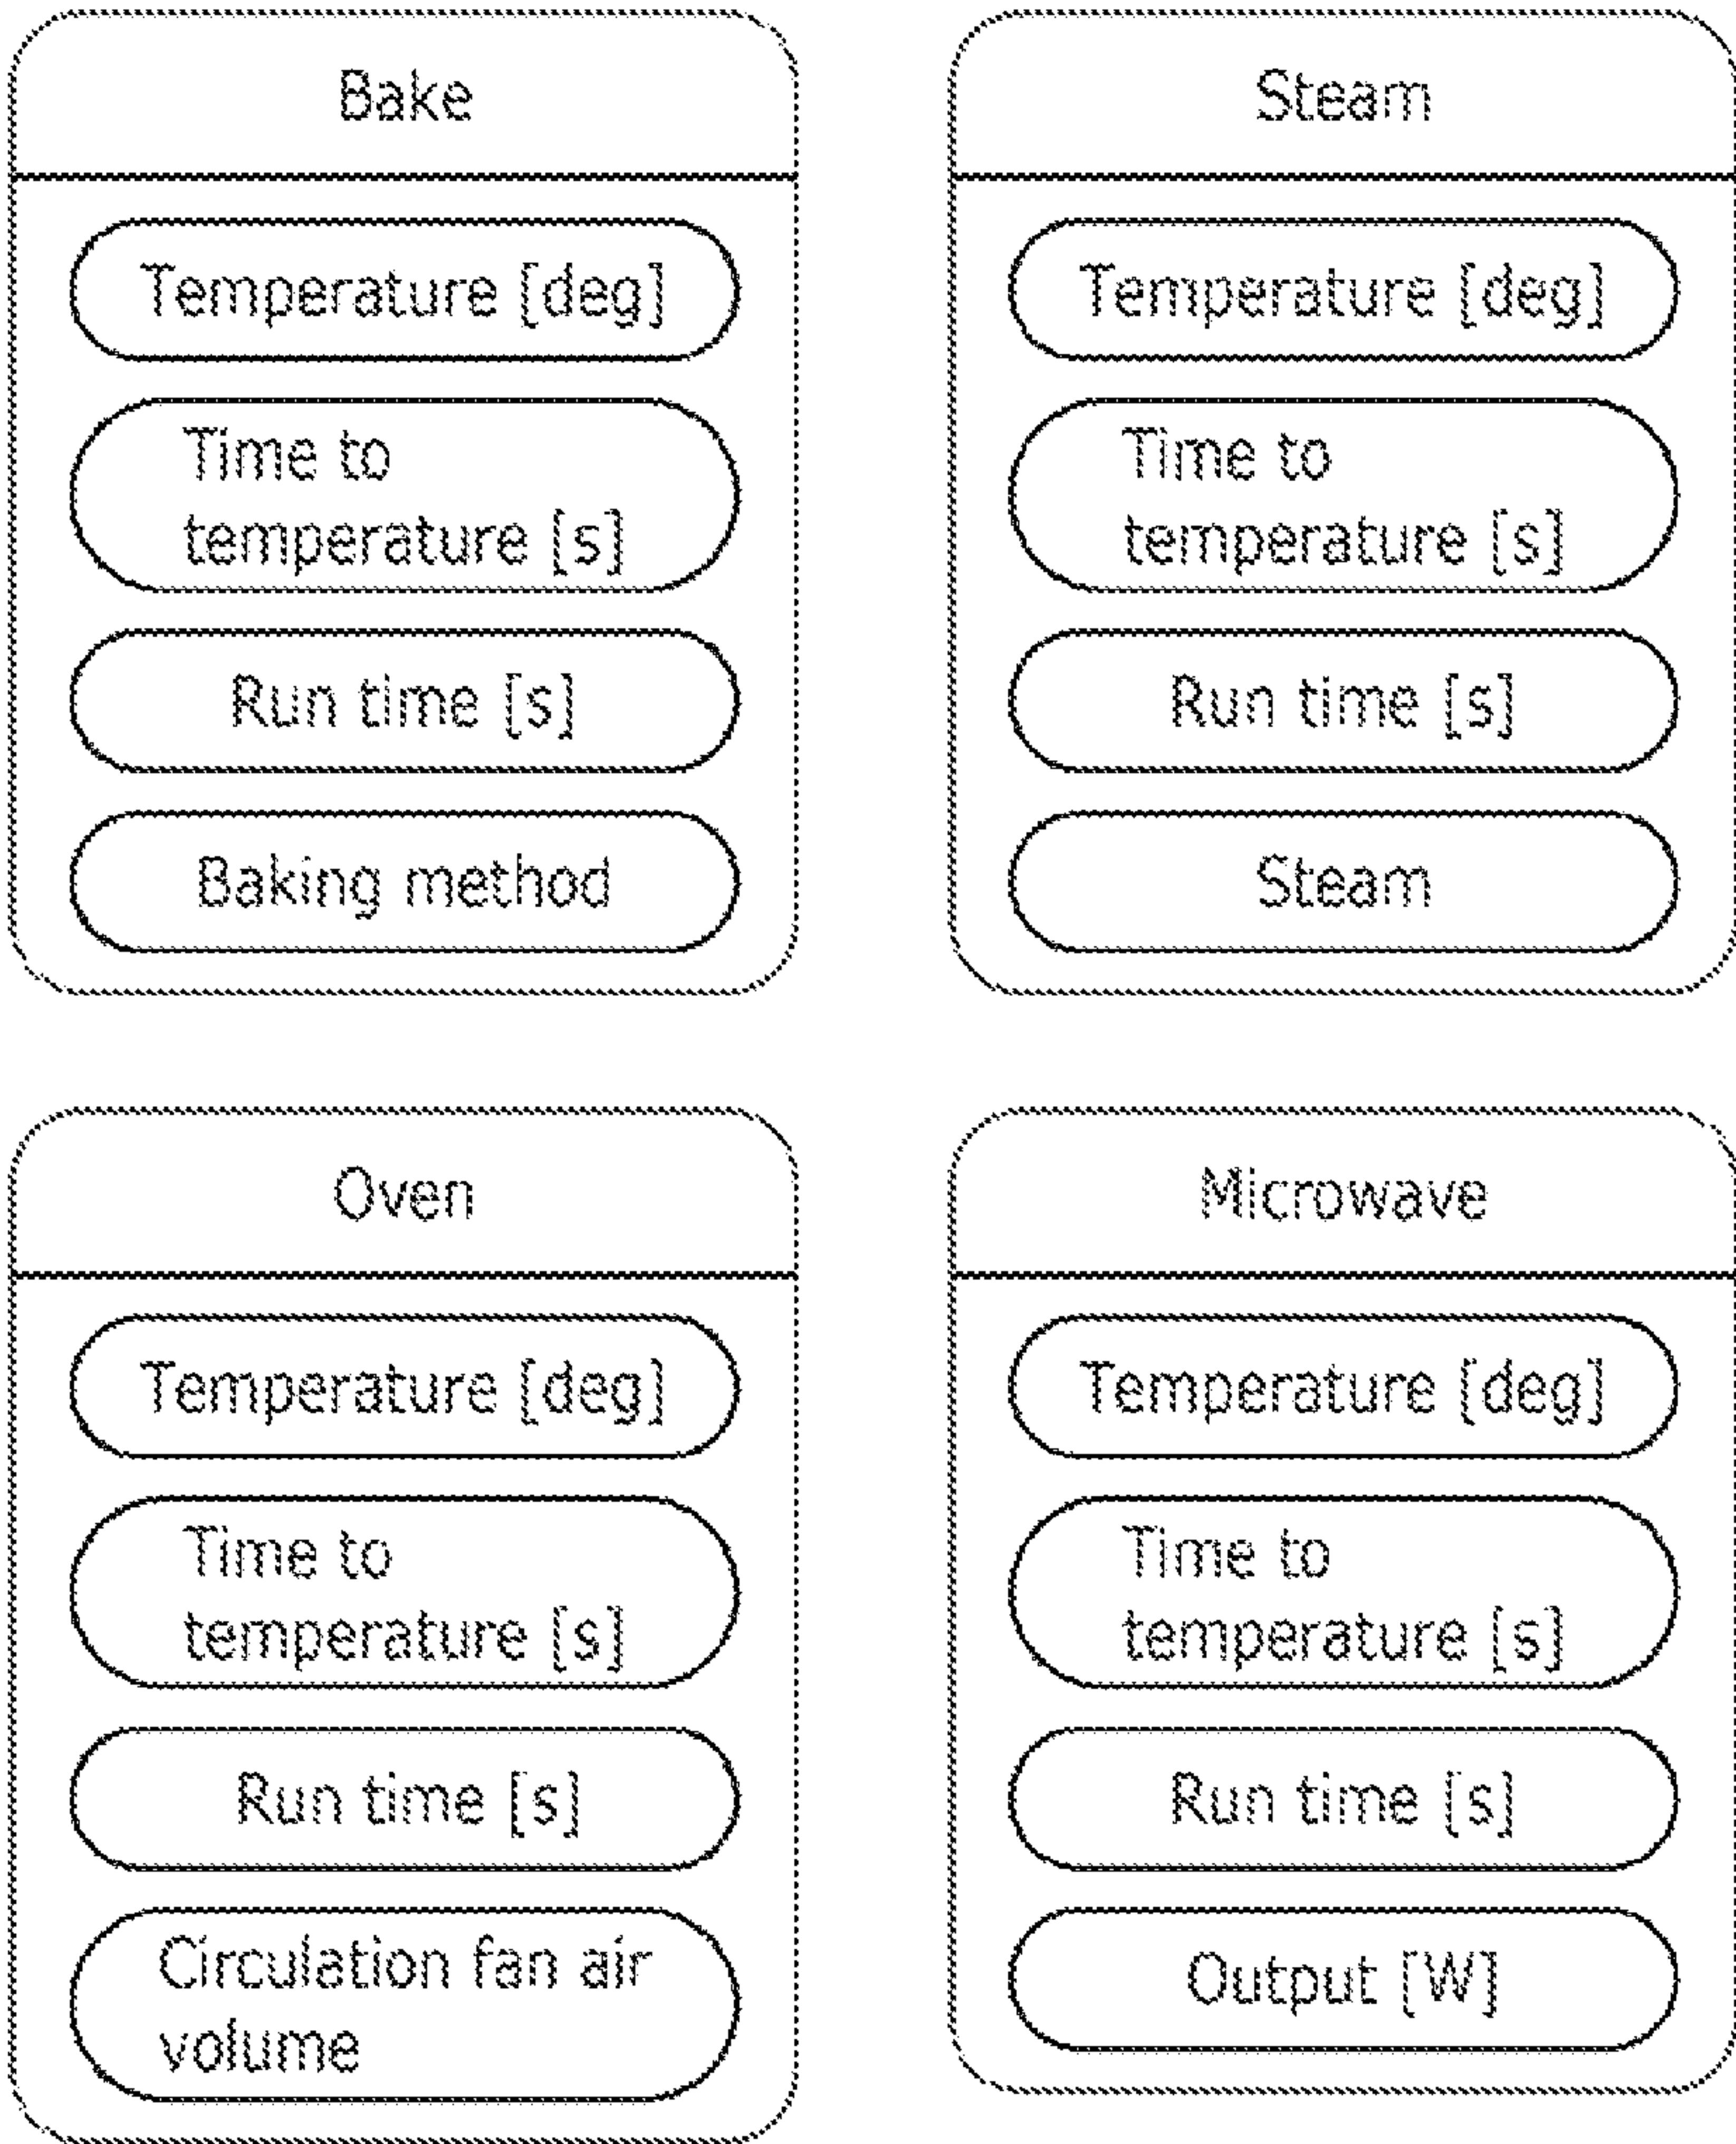 Bake
Temperature [deg]
Time to
temperature [s]
Run time [s]
Baking method
Steam
Temperature [deg]
Time to
temperature [s]
Run time [s]
Steam
Oven
Temperature [deg]
Time to
temperature [s]
Run time [s]
Circulation fan air
volume
Microwave
Temperature [deg]
Time to
temperature [s]
Run time [s]
Output [W]